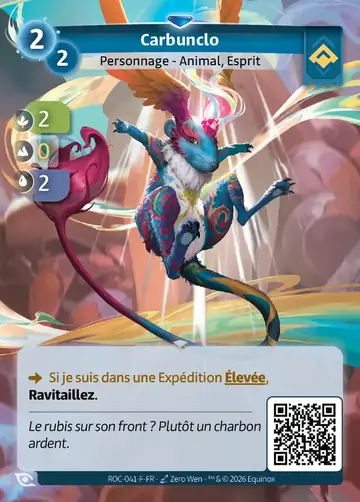 2
2
Carbunclo
Personnage - Animal, Esprit
2
0
2
Si je suis dans une Expédition Élevée,
Ravitaillez.
Le rubis sur son front ? Plutôt un charbon
ardent.
ROC-041-F-FR - Zero Wen - ™ & © 2026 Equinox